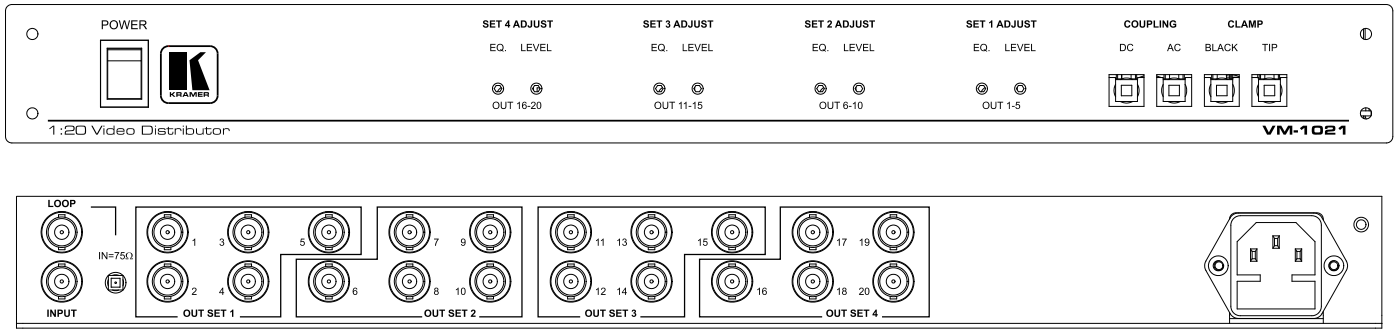 POWER
SET 4 ADJUST SET 3 ADJUST SET 2 ADJUST SET 1 ADJUST COUPLING CLAMP
EQ. LEVEL EQ. LEVEL EQ. LEVEL EQ. LEVEL DC AC BLACK TIP
K
KRAMER
OUT 16-20 OUT 11-15 OUT 6-10 OUT 1-5
1:20 Video Distributor VM-1021
LOOP
1 3 5 7 9 11 13 15 17 19
IN=75Ω
2 4 6 8 10 12 14 16 18 20
INPUT OUT SET 1 OUT SET 2 OUT SET 3 OUT SET 4